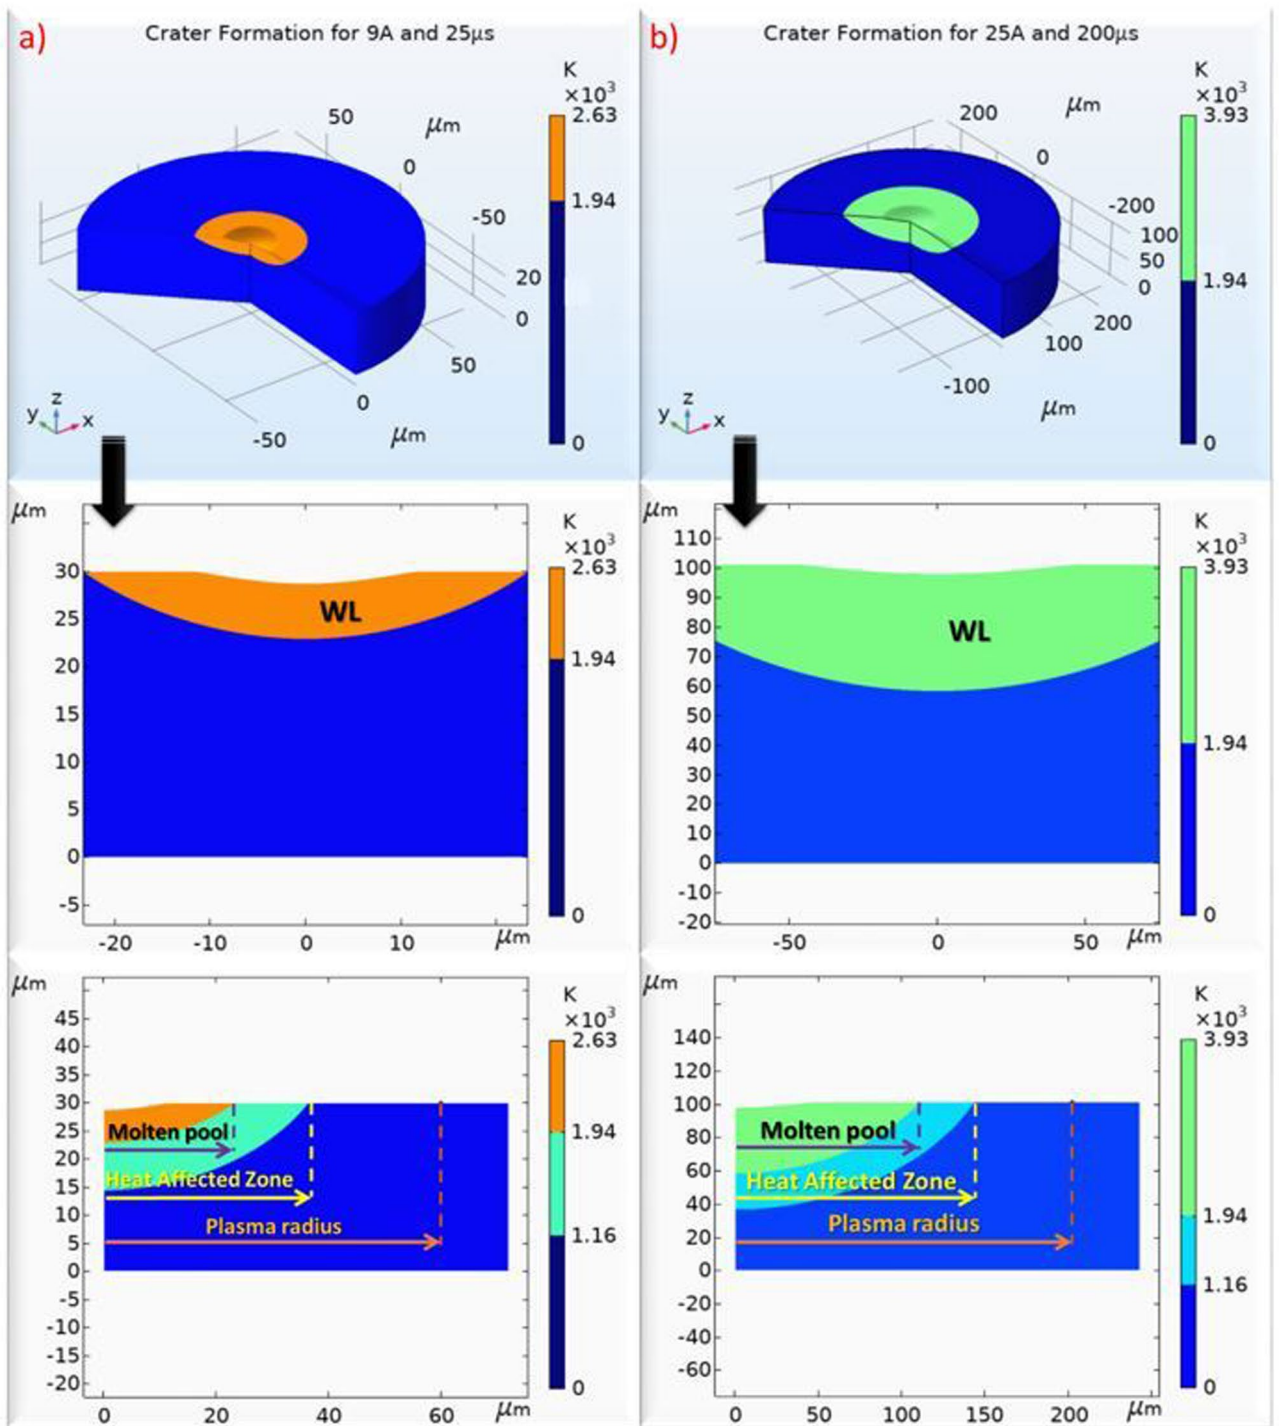 a)
Crater Formation for 9A and 25µs
K
×10³
2.63
1.94
0
50
µm
0
-50
20
0
50
0
µm
-50
z
y
x
b)
Crater Formation for 25A and 200µs
K
×10³
3.93
1.94
0
200
µm
0
-200
100
50
0
200
100
-100
µm
z
y
x
µm
30
25
20
15
10
5
0
-5
WL
-20 -10 0 10 µm
K
×10³
2.63
1.94
0
µm
110
100
90
80
70
60
50
40
30
20
10
0
-10
-20
WL
-50 0 50 µm
K
×10³
3.93
1.94
0
µm
45
40
35
30
25
20
15
10
5
0
-5
-10
-15
-20
Molten pool
Heat Affected Zone
Plasma radius
0 20 40 60 µm
K
×10³
2.63
1.94
1.16
0
µm
140
120
100
80
60
40
20
0
-20
-40
-60
Molten pool
Heat Affected Zone
Plasma radius
0 50 100 150 200 µm
K
×10³
3.93
1.94
1.16
0